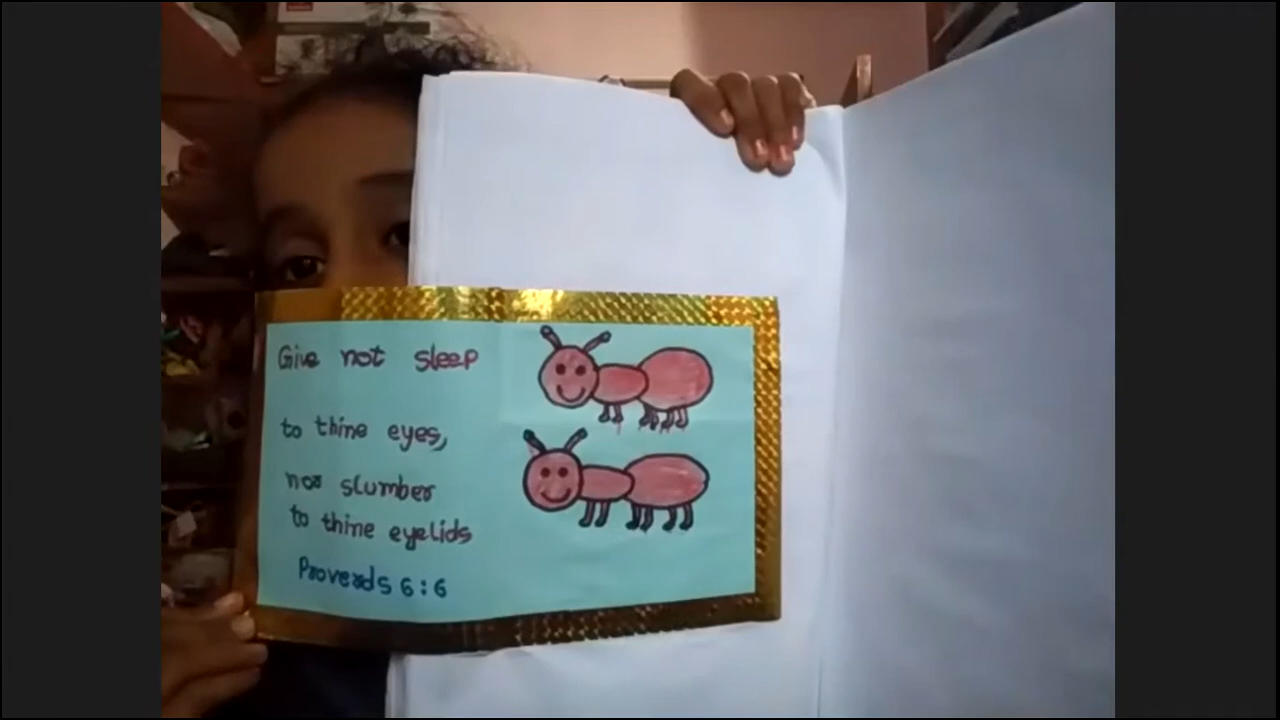 Give not sleep
to thine eyes,
nor slumber
to thine eyelids
Proverbs 6:6